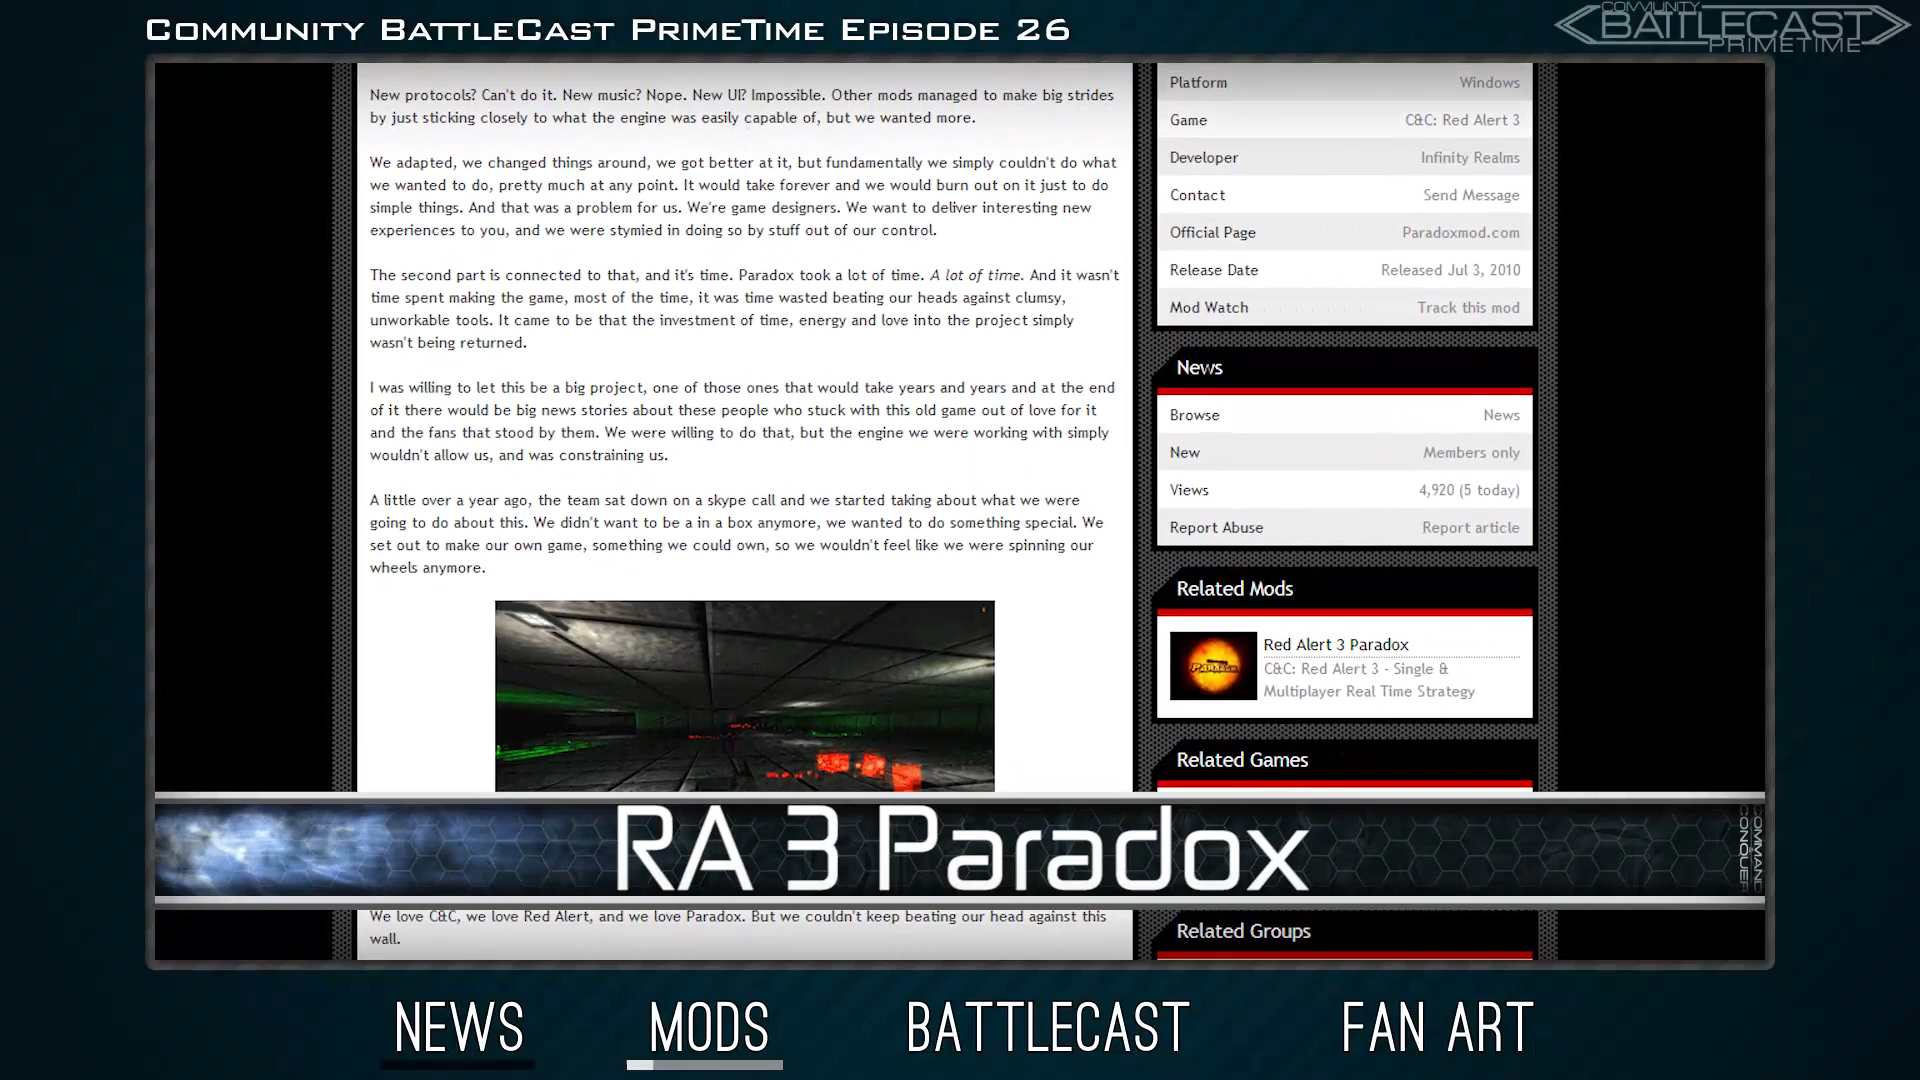 COMMUNITY BATTLECAST PRIMETIME EPISODE 26
COMMUNITY
BATTLECAST
PRIMETIME
New protocols? Can't do it. New music? Nope. New UI? Impossible. Other mods managed to make big strides
by just sticking closely to what the engine was easily capable of, but we wanted more.
We adapted, we changed things around, we got better at it, but fundamentally we simply couldn't do what
we wanted to do, pretty much at any point. It would take forever and we would burn out on it just to do
simple things. And that was a problem for us. We're game designers. We want to deliver interesting new
experiences to you, and we were stymied in doing so by stuff out of our control.
The second part is connected to that, and it's time. Paradox took a lot of time. A lot of time. And it wasn't
time spent making the game, most of the time, it was time wasted beating our heads against clumsy,
unworkable tools. It came to be that the investment of time, energy and love into the project simply
wasn't being returned.
I was willing to let this be a big project, one of those ones that would take years and years and at the end
of it there would be big news stories about these people who stuck with this old game out of love for it
and the fans that stood by them. We were willing to do that, but the engine we were working with simply
wouldn't allow us, and was constraining us.
A little over a year ago, the team sat down on a skype call and we started taking about what we were
going to do about this. We didn't want to be a in a box anymore, we wanted to do something special. We
set out to make our own game, something we could own, so we wouldn't feel like we were spinning our
wheels anymore.
We love C&C, we love Red Alert, and we love Paradox. But we couldn't keep beating our head against this
wall.
Platform Windows
Game C&C: Red Alert 3
Developer Infinity Realms
Contact Send Message
Official Page Paradoxmod.com
Release Date Released Jul 3, 2010
Mod Watch Track this mod
News
Browse News
New Members only
Views 4,920 (5 today)
Report Abuse Report article
Related Mods
Paradox
Red Alert 3 Paradox
C&C: Red Alert 3 - Single &
Multiplayer Real Time Strategy
Related Games
Related Groups
RA 3 Paradox
COMMAND
CONQUER
NEWS MODS BATTLECAST FAN ART